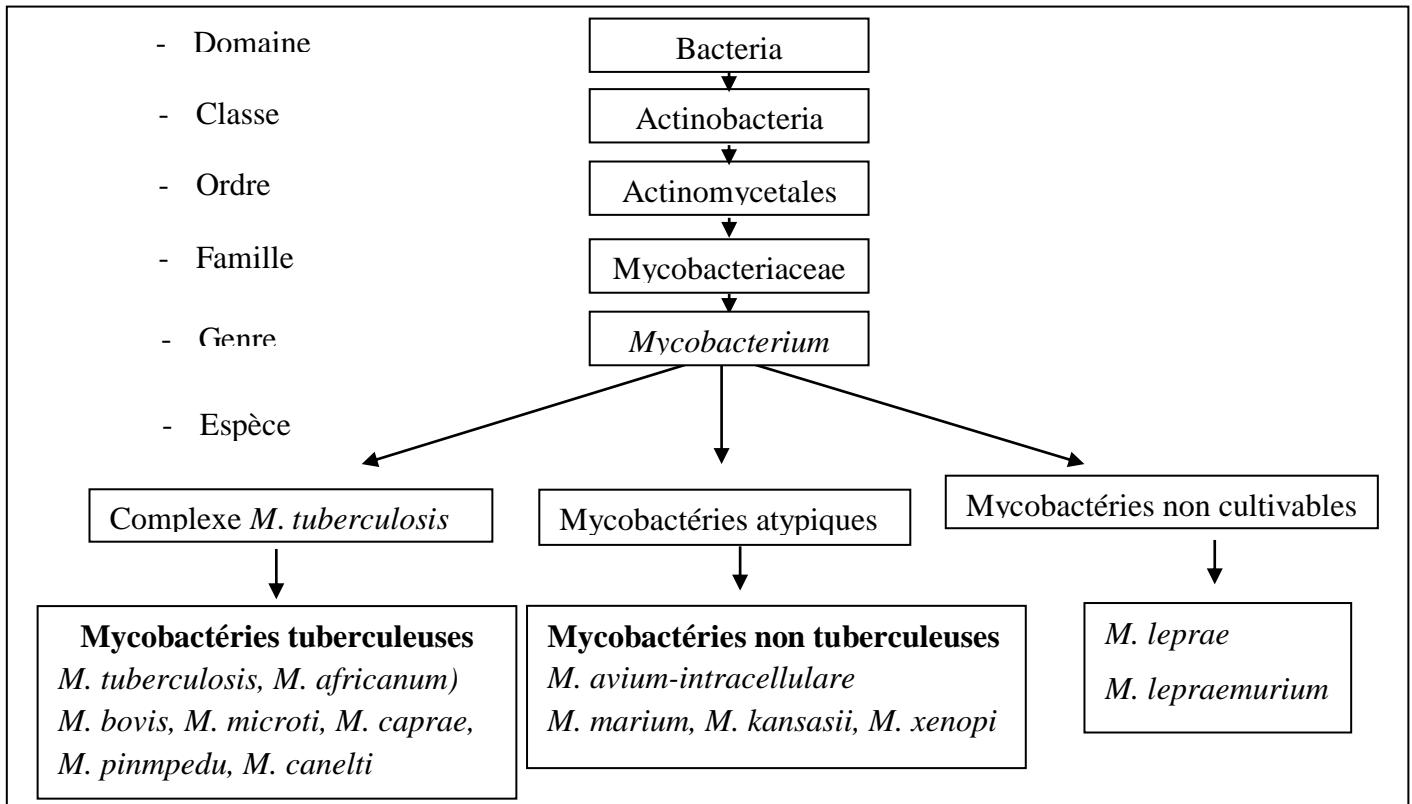 - Domaine
Bacteria
- Classe
Actinobacteria
- Ordre
Actinomycetales
- Famille
Mycobacteriaceae
- Genre
Mycobacterium
- Espèce
Complexe M. tuberculosis
Mycobactéries atypiques
Mycobactéries non cultivables
Mycobactéries tuberculeuses
M. tuberculosis, M. africanum)
M. bovis, M. microti, M. caprae,
M. pinmpedu, M. canelti
Mycobactéries non tuberculeuses
M. avium-intracellulare
M. marium, M. kansasii, M. xenopi
M. leprae
M. lepraemurium